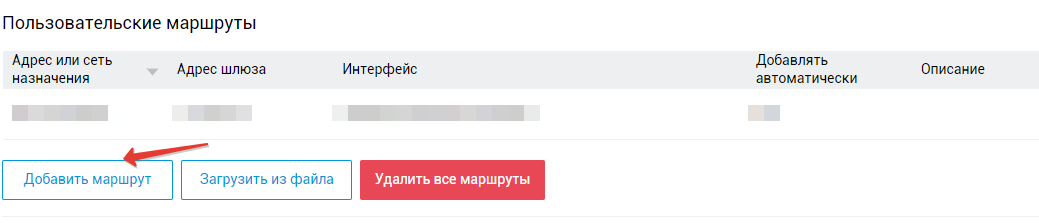 Пользовательские маршруты
Адрес или сеть назначения
Адрес шлюза
Интерфейс
Добавлять автоматически
Описание
Добавить маршрут
Загрузить из файла
Удалить все маршруты